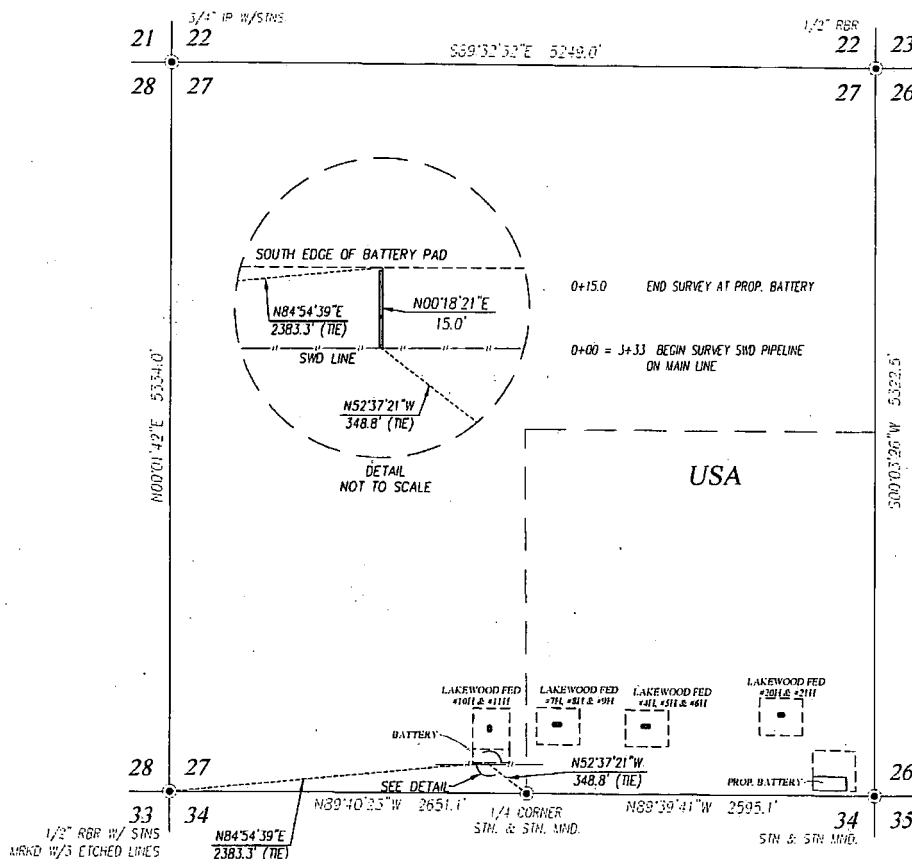 3/4" IP W/STNS
1/2" RBR
21 22
22 23
S89°32'32"E 5249.0'
28 27
27 26
SOUTH EDGE OF BATTERY PAD
N84°54'39"E
2383.3' (TIE)
N00°18'21"E
15.0'
SWD LINE
N52°37'21"W
348.8' (TIE)
DETAIL
NOT TO SCALE
0+15.0 END SURVEY AT PROP. BATTERY
0+00 = 3+33 BEGIN SURVEY SWD PIPELINE
ON MAIN LINE
N00°01'42"E 5334.0'
S00°03'26"W 5322.5'
USA
LAKEWOOD FED
#10H & #11H
LAKEWOOD FED
#7H, #8H & #9H
LAKEWOOD FED
#4H, #5H & #6H
LAKEWOOD FED
#20H & #21H
BATTERY
N52°37'21"W
348.8' (TIE)
PROP. BATTERY
SEE DETAIL
28 27
26
33 34
34 35
N89°40'23"W 2651.1'
1/4 CORNER
STN. & STN. MND.
N89°39'41"W 2595.1'
1/2" RBR W/ STNS
MRKD W/3 ETCHED LINES
N84°54'39"E
2383.3' (TIE)
STN & STN MND.